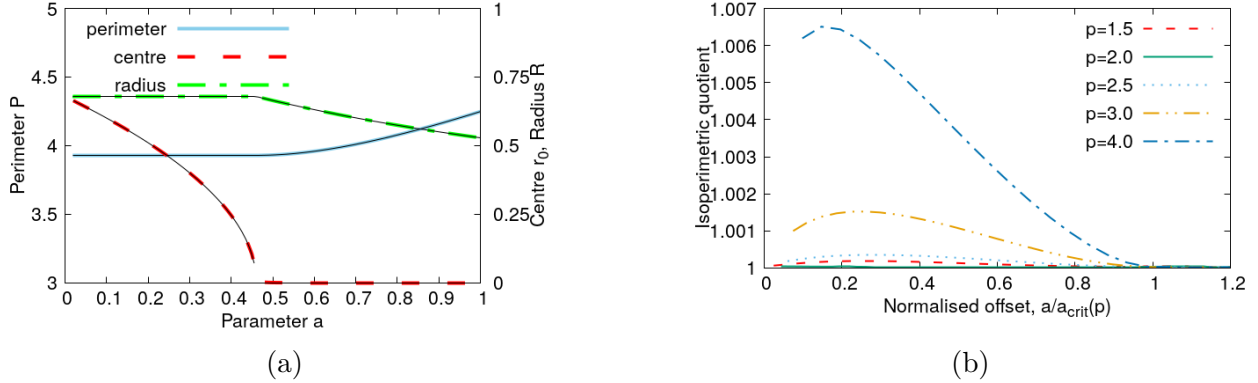 perimeter
centre
radius
5
4.5
4
3.5
3
1
0.75
0.5
0.25
0
0 0.1 0.2 0.3 0.4 0.5 0.6 0.7 0.8 0.9 1
Perimeter P
Centre r0, Radius R
Parameter a
(a)
1.007
1.006
1.005
1.004
1.003
1.002
1.001
1
0 0.2 0.4 0.6 0.8 1 1.2
Isoperimetric quotient
Normalised offset, a/acrit(p)
p=1.5
p=2.0
p=2.5
p=3.0
p=4.0
(b)